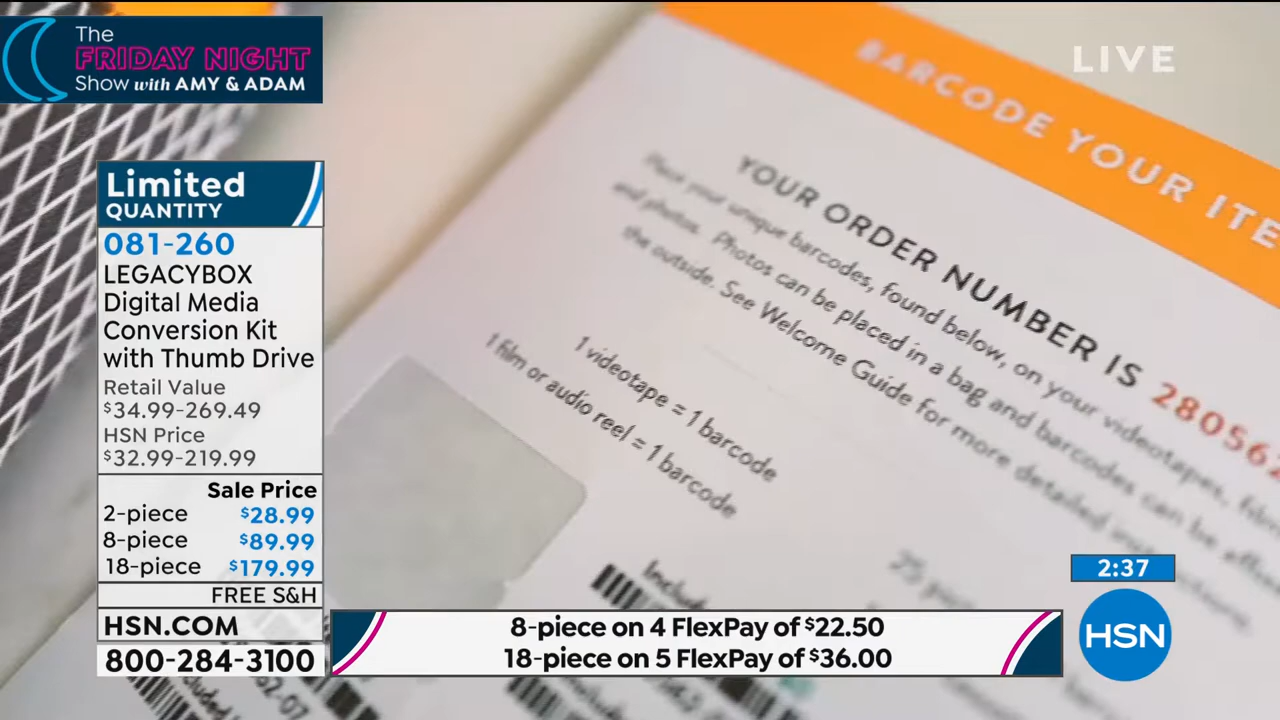 The
FRIDAY NIGHT
Show with AMY & ADAM
LIVE
Limited
QUANTITY
081-260
LEGACYBOX
Digital Media
Conversion Kit
with Thumb Drive
Retail Value
$34.99-269.49
HSN Price
$32.99-219.99
Sale Price
2-piece $28.99
8-piece $89.99
18-piece $179.99
FREE S&H
HSN.COM
800-284-3100
BARCODE YOUR ITE
YOUR ORDER NUMBER IS 28056
Place your unique barcodes, found below, on your videotapes, film
and photos. Photos can be placed in a bag and barcodes can be affixed
the outside. See Welcome Guide for more detailed instructions.
1 videotape = 1 barcode
1 film or audio reel = 1 barcode
25
2:37
HSN
8-piece on 4 FlexPay of $22.50
18-piece on 5 FlexPay of $36.00